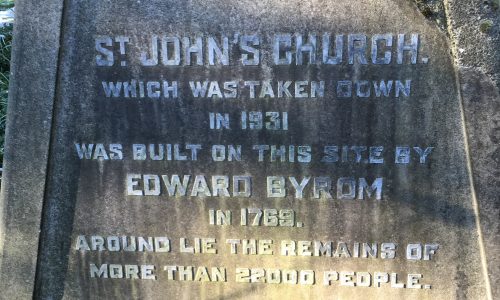 ST JOHN'S CHURCH.
WHICH WAS TAKEN DOWN
IN 1931
WAS BUILT ON THIS SITE BY
EDWARD BYROM
IN 1769.
AROUND LIE THE REMAINS OF
MORE THAN 22000 PEOPLE.